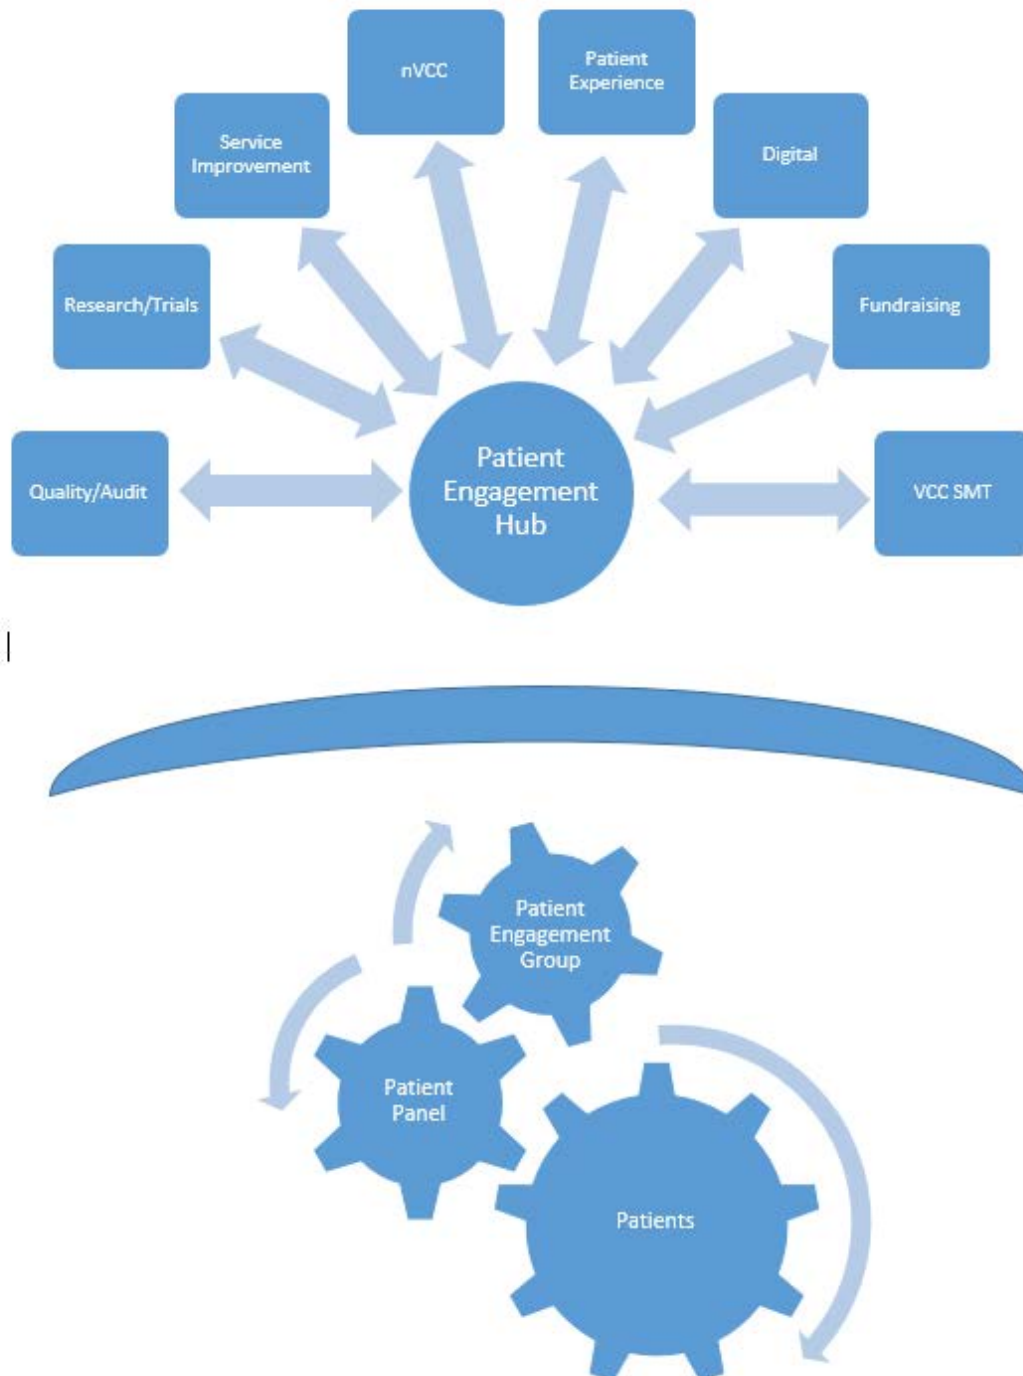 nVCC
Patient
Experience
Service
Improvement
Digital
Research/Trials
Fundraising
Quality/Audit
Patient
Engagement
Hub
VCC SMT
Patient
Engagement
Group
Patient
Panel
Patients